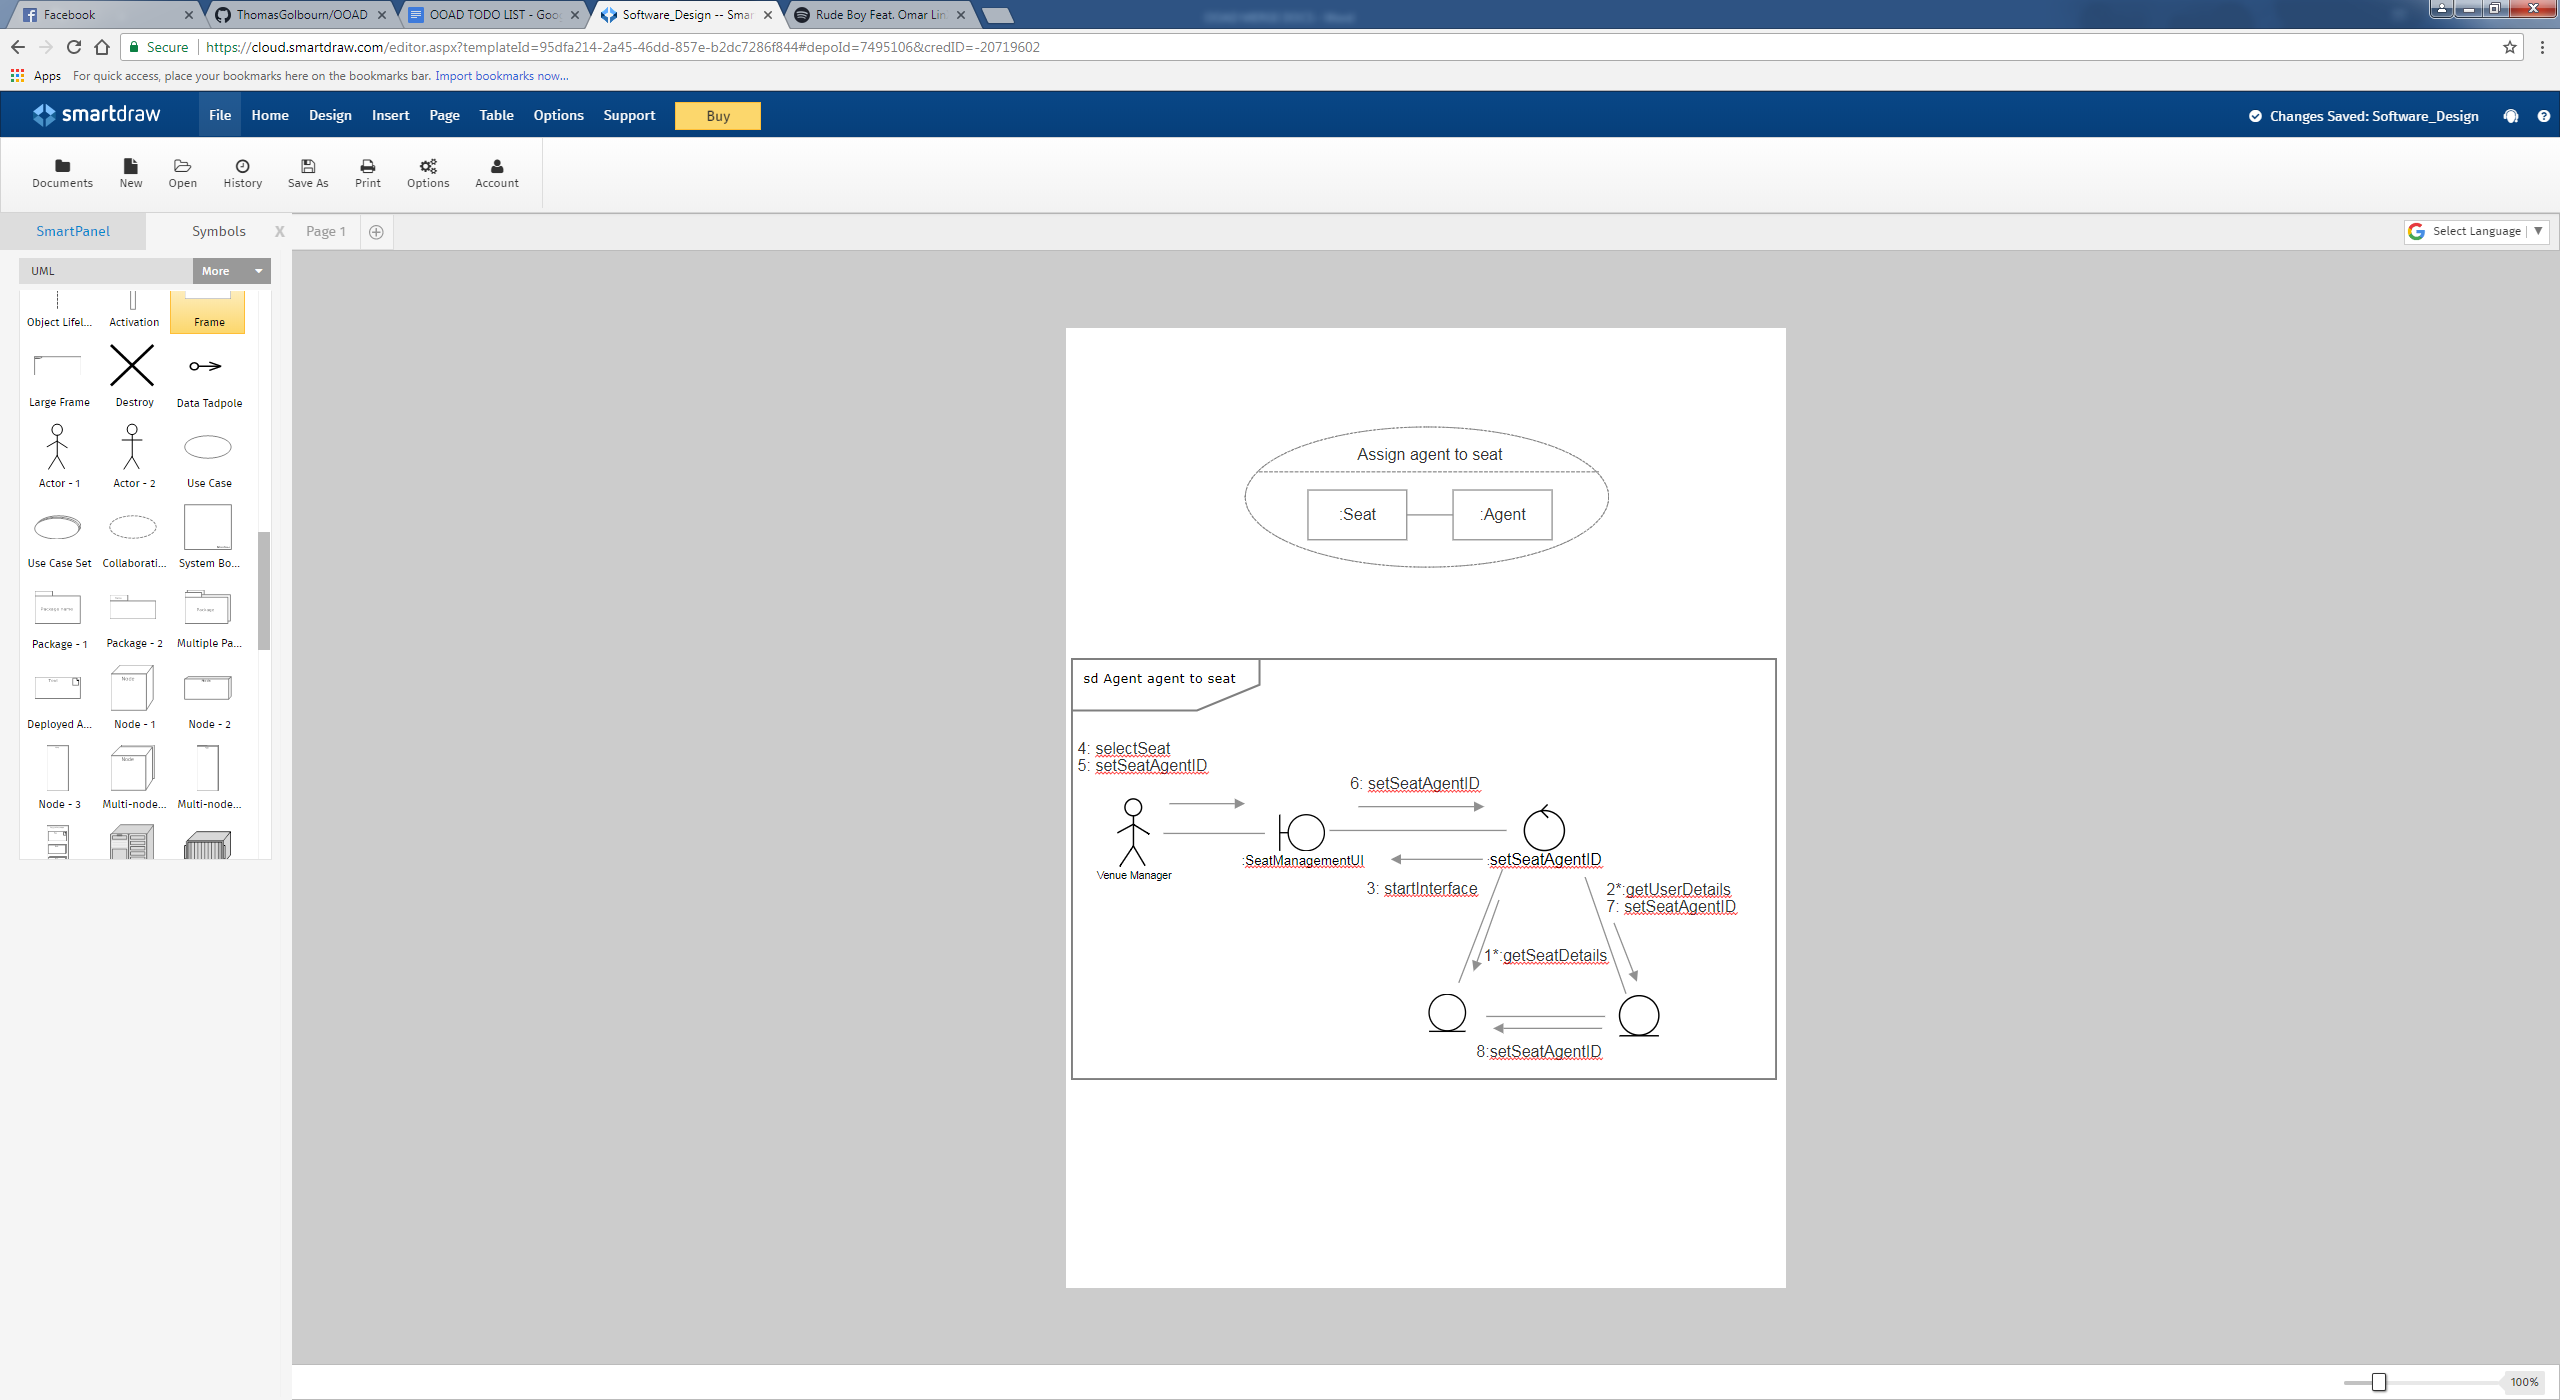 Facebook
ThomasGolbourn/OOAD
OOAD TODO LIST - Goo
Software_Design -- Smar
Rude Boy Feat. Omar Lin
Secure
https://cloud.smartdraw.com/editor.aspx?templateId=95dfa214-2a45-46dd-857e-b2dc7286f844#depoId=7495106&credID=-20719602
Apps For quick access, place your bookmarks here on the bookmarks bar. Import bookmarks now...
smartdraw
File Home Design Insert Page Table Options Support Buy
Changes Saved: Software_Design
Documents New Open History Save As Print Options Account
SmartPanel Symbols X Page 1
Select Language
UML More
Object Lifel... Activation Frame
Large Frame Destroy Data Tadpole
Actor - 1 Actor - 2 Use Case
Use Case Set Collaborati... System Bo...
Package name
Package
Package - 1 Package - 2 Multiple Pa...
Node
Deployed A... Node - 1 Node - 2
Node
Node - 3 Multi-node... Multi-node...
Assign agent to seat
:Seat :Agent
sd Agent agent to seat
4: selectSeat
5: setSeatAgentID
6: setSeatAgentID
:SeatManagementUI
:setSeatAgentID
Venue Manager
3: startInterface
2*:getUserDetails
7: setSeatAgentID
1*:getSeatDetails
8:setSeatAgentID
100%